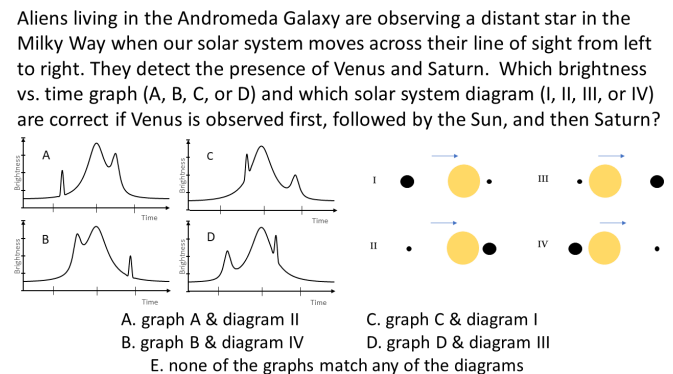 Aliens living in the Andromeda Galaxy are observing a distant star in the
Milky Way when our solar system moves across their line of sight from left
to right. They detect the presence of Venus and Saturn. Which brightness
vs. time graph (A, B, C, or D) and which solar system diagram (I, II, III, or IV)
are correct if Venus is observed first, followed by the Sun, and then Saturn?
A
Brightness
Time
C
Brightness
Time
I
III
B
Brightness
Time
D
Brightness
Time
II
IV
A. graph A & diagram II
C. graph C & diagram I
B. graph B & diagram IV
D. graph D & diagram III
E. none of the graphs match any of the diagrams